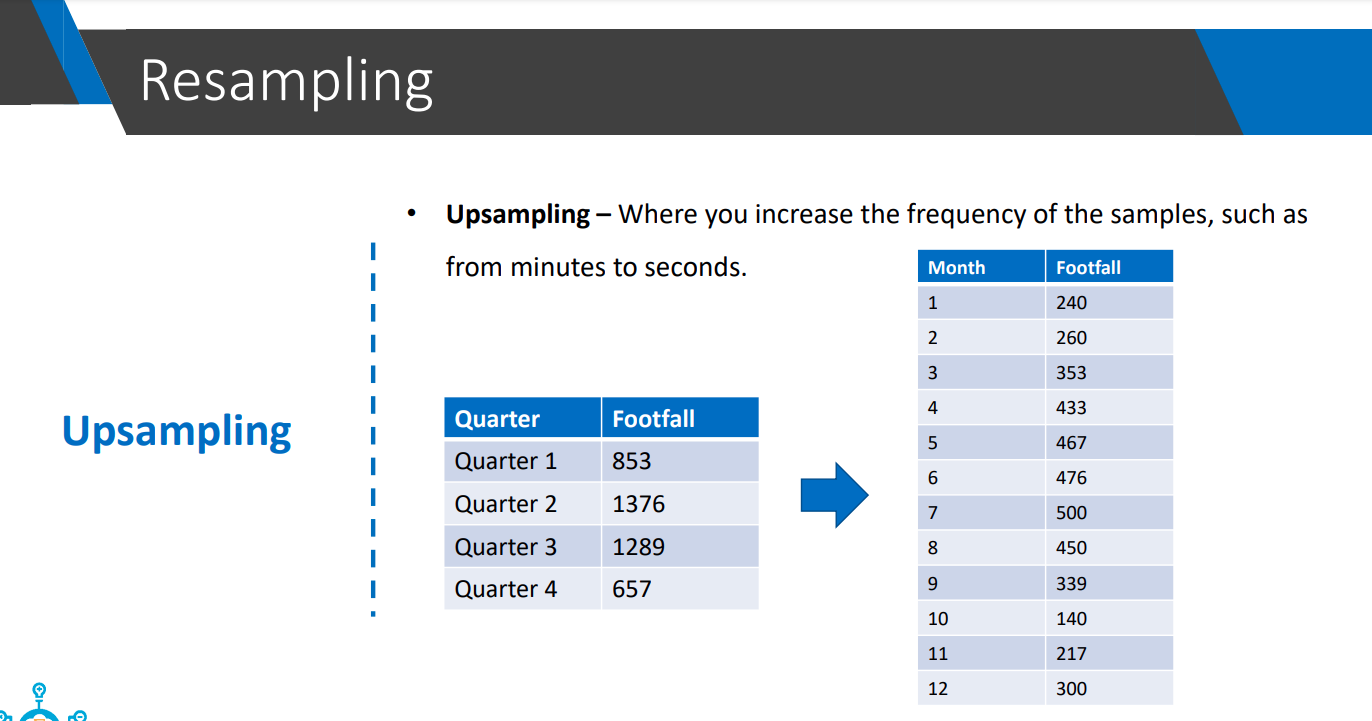 Resampling
• Upsampling – Where you increase the frequency of the samples, such as
from minutes to seconds.
Upsampling
Quarter Footfall
Quarter 1 853
Quarter 2 1376
Quarter 3 1289
Quarter 4 657
Month Footfall
1 240
2 260
3 353
4 433
5 467
6 476
7 500
8 450
9 339
10 140
11 217
12 300